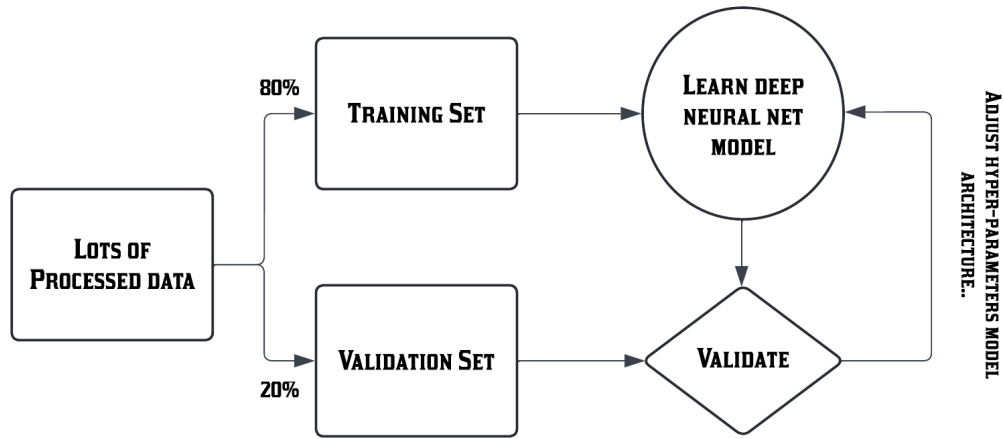 80%
Training Set
Learn deep
neural net
model
Lots of
Processed data
Validation Set
Validate
20%
Adjust hyper-parameters model
architecture..